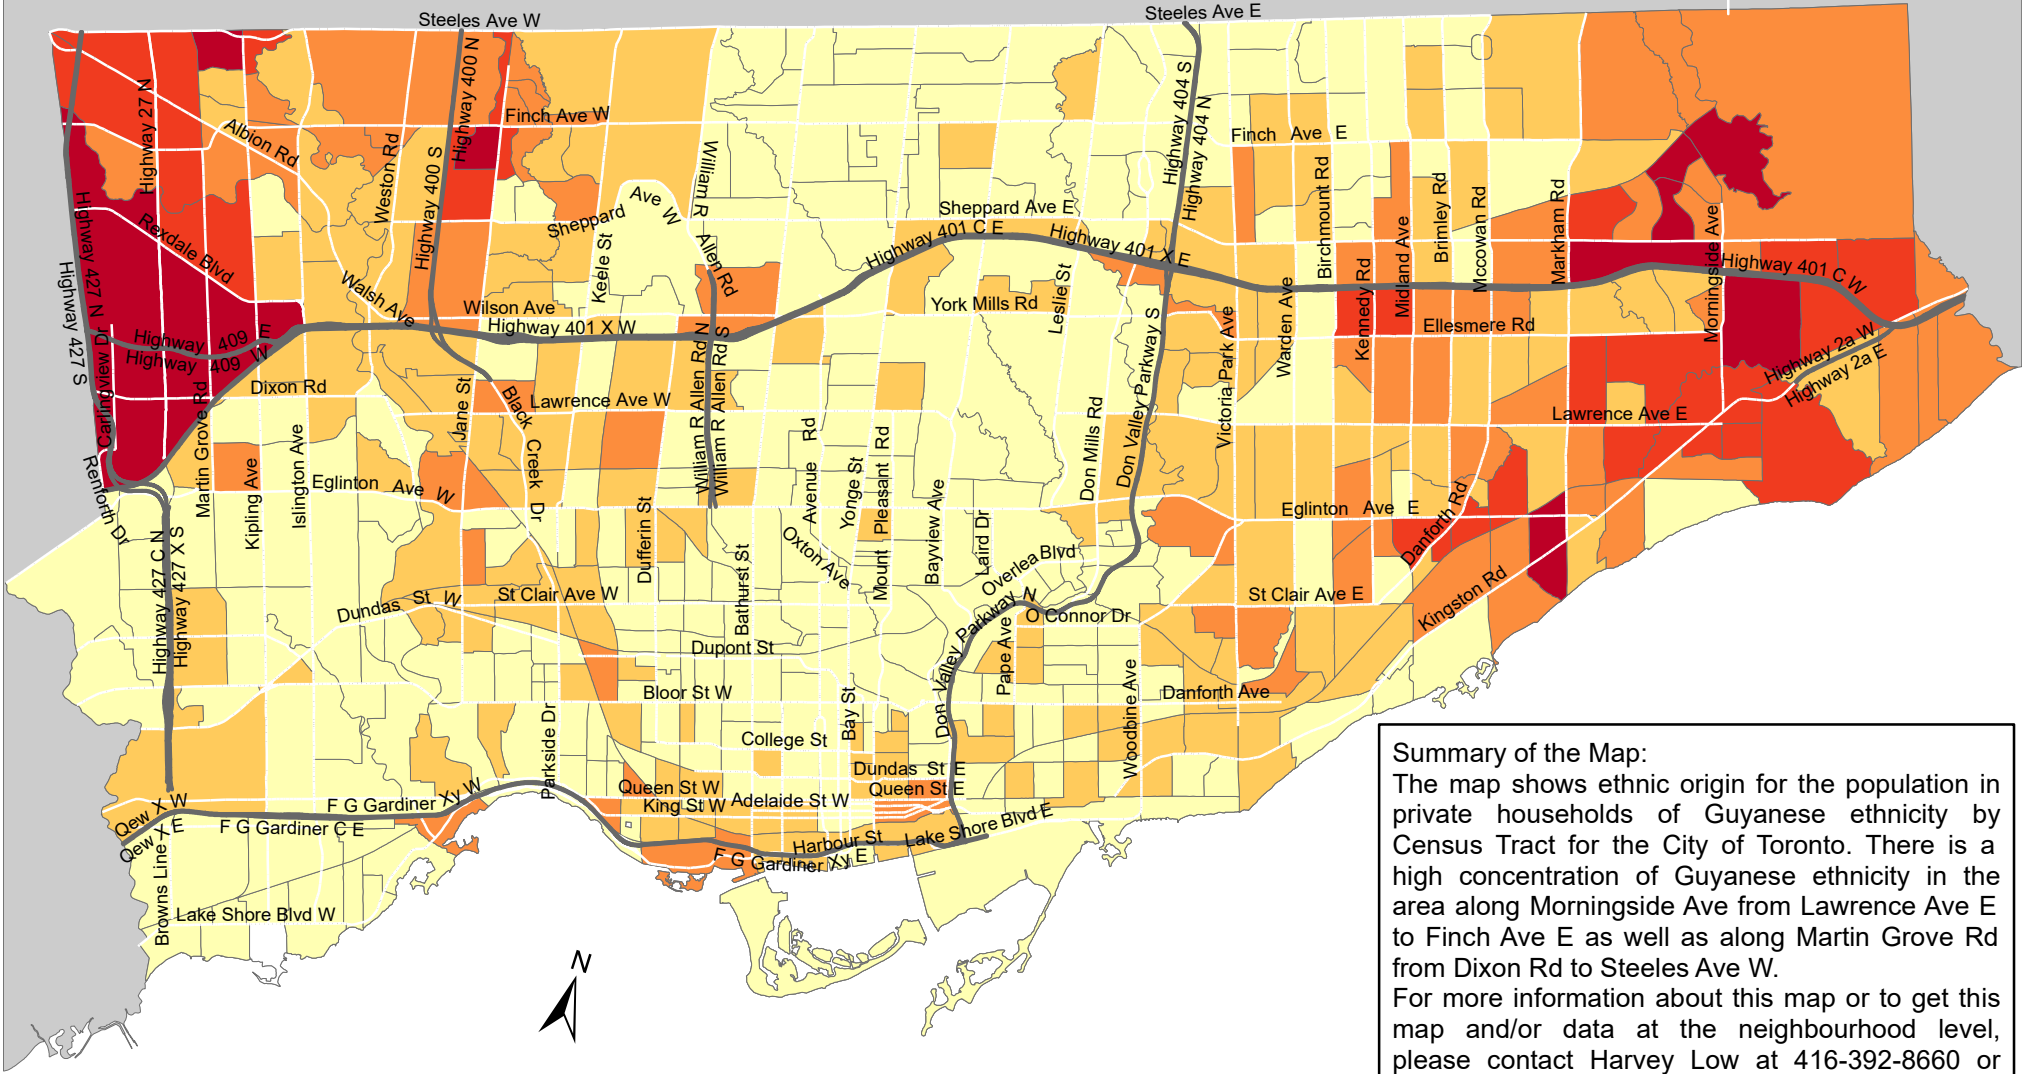 Steeles Ave W
Steeles Ave E
Highway 27 N
Albion Rd
Weston Rd
Highway 400 N
Highway 400 S
Finch Ave W
William R
Allen Rd
Highway 404 S
Highway 404 N
Finch Ave E
Sheppard Ave W
Sheppard Ave E
Highway 401 C E
Highway 401 X E
Birchmount Rd
Midland Ave
Brimley Rd
Mccowan Rd
Markham Rd
Morningside Ave
Highway 401 C W
Highway 427 N
Highway 427 S
Rexdale Blvd
Walsh Ave
Keele St
Wilson Ave
Highway 401 X W
York Mills Rd
Leslie St
Warden Ave
Kennedy Rd
Ellesmere Rd
Highway 2a W
Highway 2a E
Highway 409 E
Highway 409 W
Carlingview Dr
Dixon Rd
Martin Grove Rd
Jane St
Black Creek Dr
Lawrence Ave W
William R Allen Rd N
William R Allen Rd S
Don Valley Parkway S
Victoria Park Ave
Lawrence Ave E
Renforth Dr
Kipling Ave
Islington Ave
Eglinton Ave W
Dufferin St
Avenue Rd
Yonge St
Mount Pleasant Rd
Bayview Ave
Laird Dr
Don Mills Rd
Eglinton Ave E
Danforth Rd
Highway 427 C N
Highway 427 X S
Dundas St W
St Clair Ave W
Bathurst St
Oxton Ave
Overlea Blvd
Don Valley Parkway N
O Connor Dr
St Clair Ave E
Kingston Rd
Dupont St
Pape Ave
Bloor St W
Bay St
Woodbine Ave
Danforth Ave
Parkside Dr
College St
Dundas St E
Queen St E
Queen St W
King St W
Adelaide St W
Qew X W
Qew X E
F G Gardiner Xy W
F G Gardiner C E
F G Gardiner Xy E
Harbour St
Lake Shore Blvd E
Browns Line
Lake Shore Blvd W
N
Summary of the Map:
The map shows ethnic origin for the population in
private households of Guyanese ethnicity by
Census Tract for the City of Toronto. There is a
high concentration of Guyanese ethnicity in the
area along Morningside Ave from Lawrence Ave E
to Finch Ave E as well as along Martin Grove Rd
from Dixon Rd to Steeles Ave W.
For more information about this map or to get this
map and/or data at the neighbourhood level,
please contact Harvey Low at 416-392-8660 or